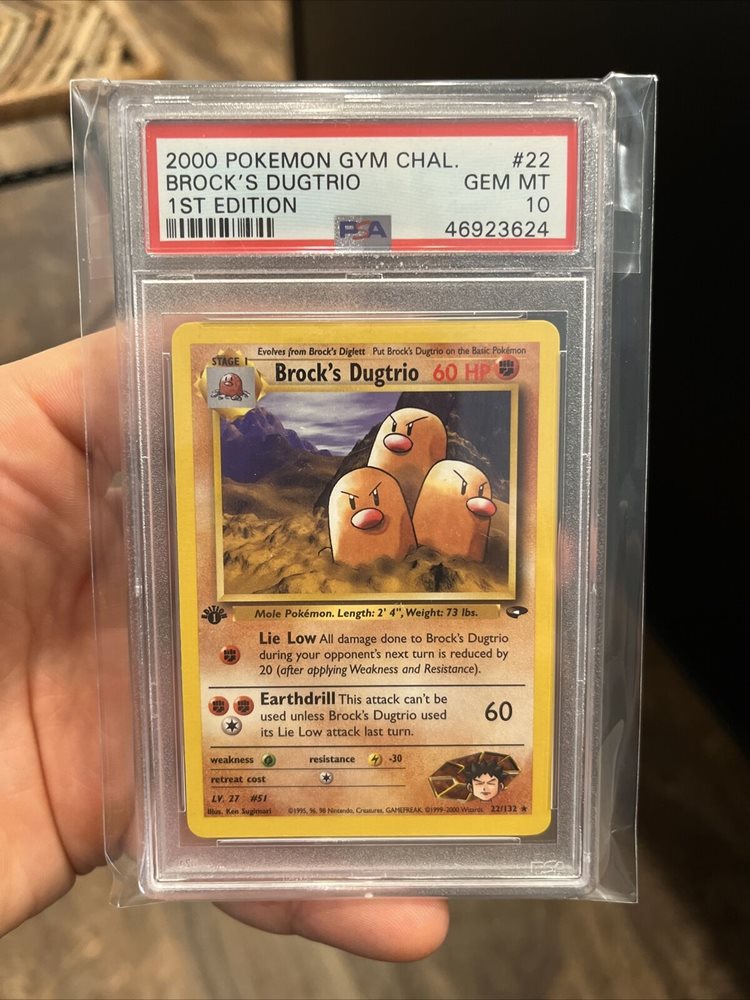 2000 POKEMON GYM CHAL. #22
BROCK'S DUGTRIO GEM MT
1ST EDITION 10
PSA 46923624
Evolves from Brock's Diglett Put Brock's Dugtrio on the Basic Pokémon
STAGE 1
Brock's Dugtrio 60 HP
EDITION 1
Mole Pokémon. Length: 2' 4", Weight: 73 lbs.
Lie Low All damage done to Brock's Dugtrio
during your opponent's next turn is reduced by
20 (after applying Weakness and Resistance).
Earthdrill This attack can't be
used unless Brock's Dugtrio used 60
its Lie Low attack last turn.
weakness resistance -30
retreat cost
LV. 27 #51
Illus. Ken Sugimori ©1995, 96, 98 Nintendo, Creatures, GAMEFREAK. ©1999-2000 Wizards. 22/132 ★
PSA